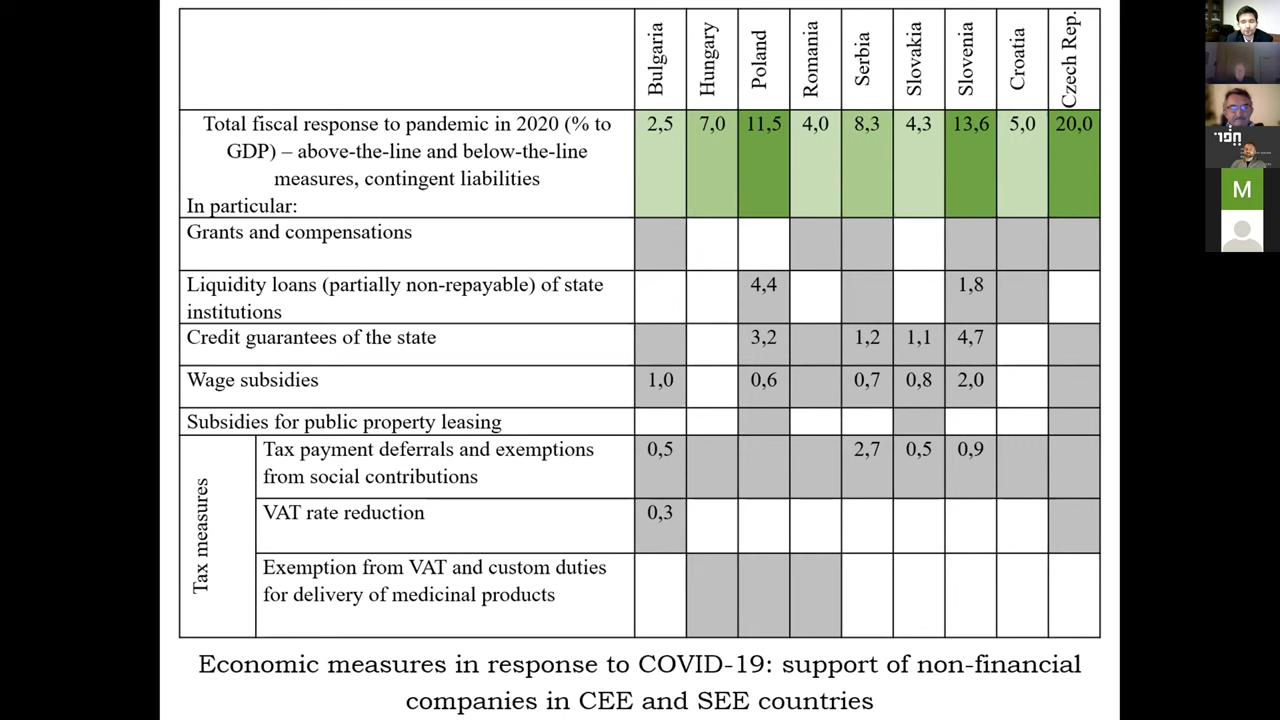 Bulgaria
Hungary
Poland
Romania
Serbia
Slovakia
Slovenia
Croatia
Czech Rep.
Total fiscal response to pandemic in 2020 (% to
GDP) – above-the-line and below-the-line
measures, contingent liabilities
In particular:
2,5 7,0 11,5 4,0 8,3 4,3 13,6 5,0 20,0
Grants and compensations
Liquidity loans (partially non-repayable) of state
institutions
4,4 1,8
Credit guarantees of the state 3,2 1,2 1,1 4,7
Wage subsidies 1,0 0,6 0,7 0,8 2,0
Subsidies for public property leasing
Tax measures
Tax payment deferrals and exemptions
from social contributions
0,5 2,7 0,5 0,9
VAT rate reduction 0,3
Exemption from VAT and custom duties
for delivery of medicinal products
Economic measures in response to COVID-19: support of non-financial
companies in CEE and SEE countries
M